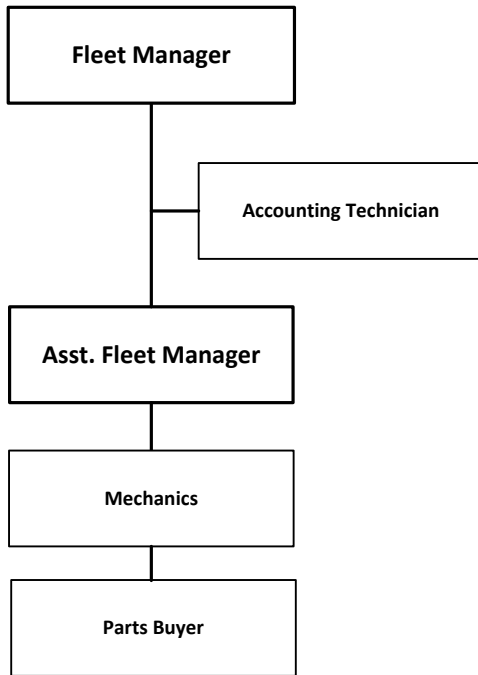 Fleet Manager
Accounting Technician
Asst. Fleet Manager
Mechanics
Parts Buyer